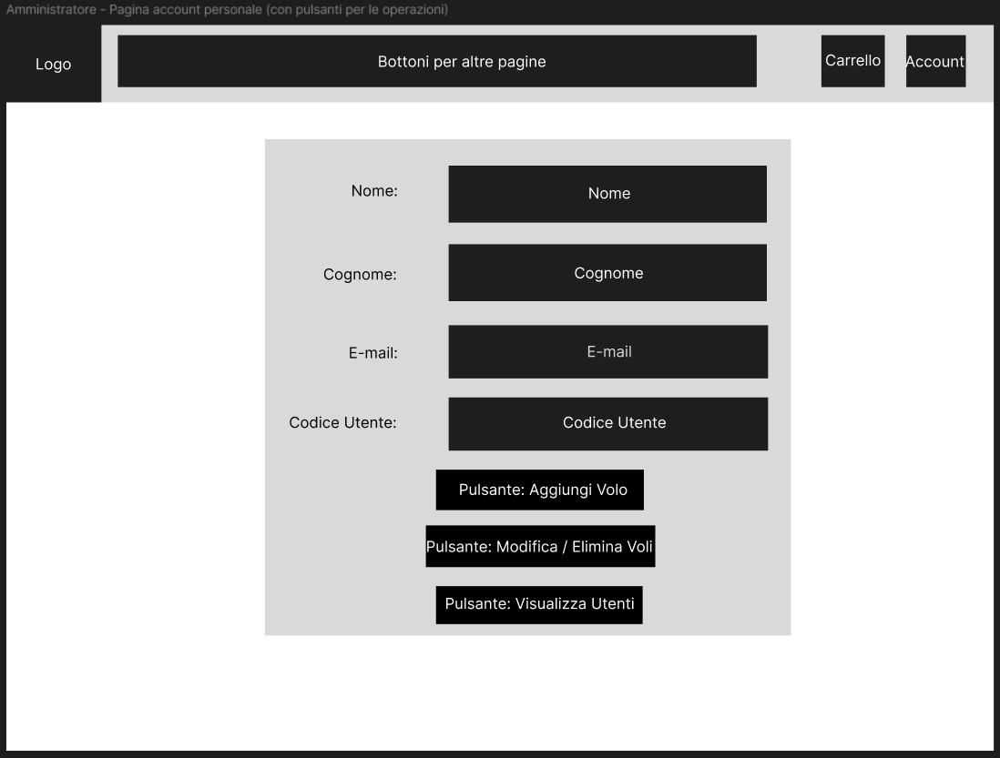 Amministratore - Pagina account personale (con pulsanti per le operazioni)
Logo
Bottoni per altre pagine
Carrello
Account
Nome:
Nome
Cognome:
Cognome
E-mail:
E-mail
Codice Utente:
Codice Utente
Pulsante: Aggiungi Volo
Pulsante: Modifica / Elimina Voli
Pulsante: Visualizza Utenti